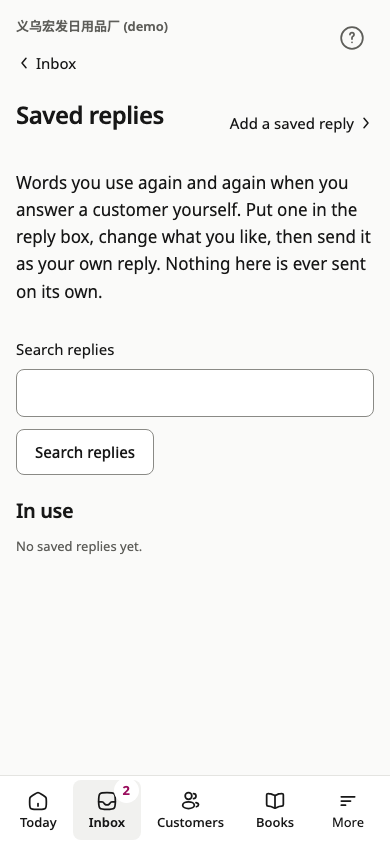 义乌宏发日用品厂 (demo)
Inbox
Saved replies
Add a saved reply
Words you use again and again when you
answer a customer yourself. Put one in the
reply box, change what you like, then send it
as your own reply. Nothing here is ever sent
on its own.
Search replies
Search replies
In use
No saved replies yet.
2
Today
Inbox
Customers
Books
More